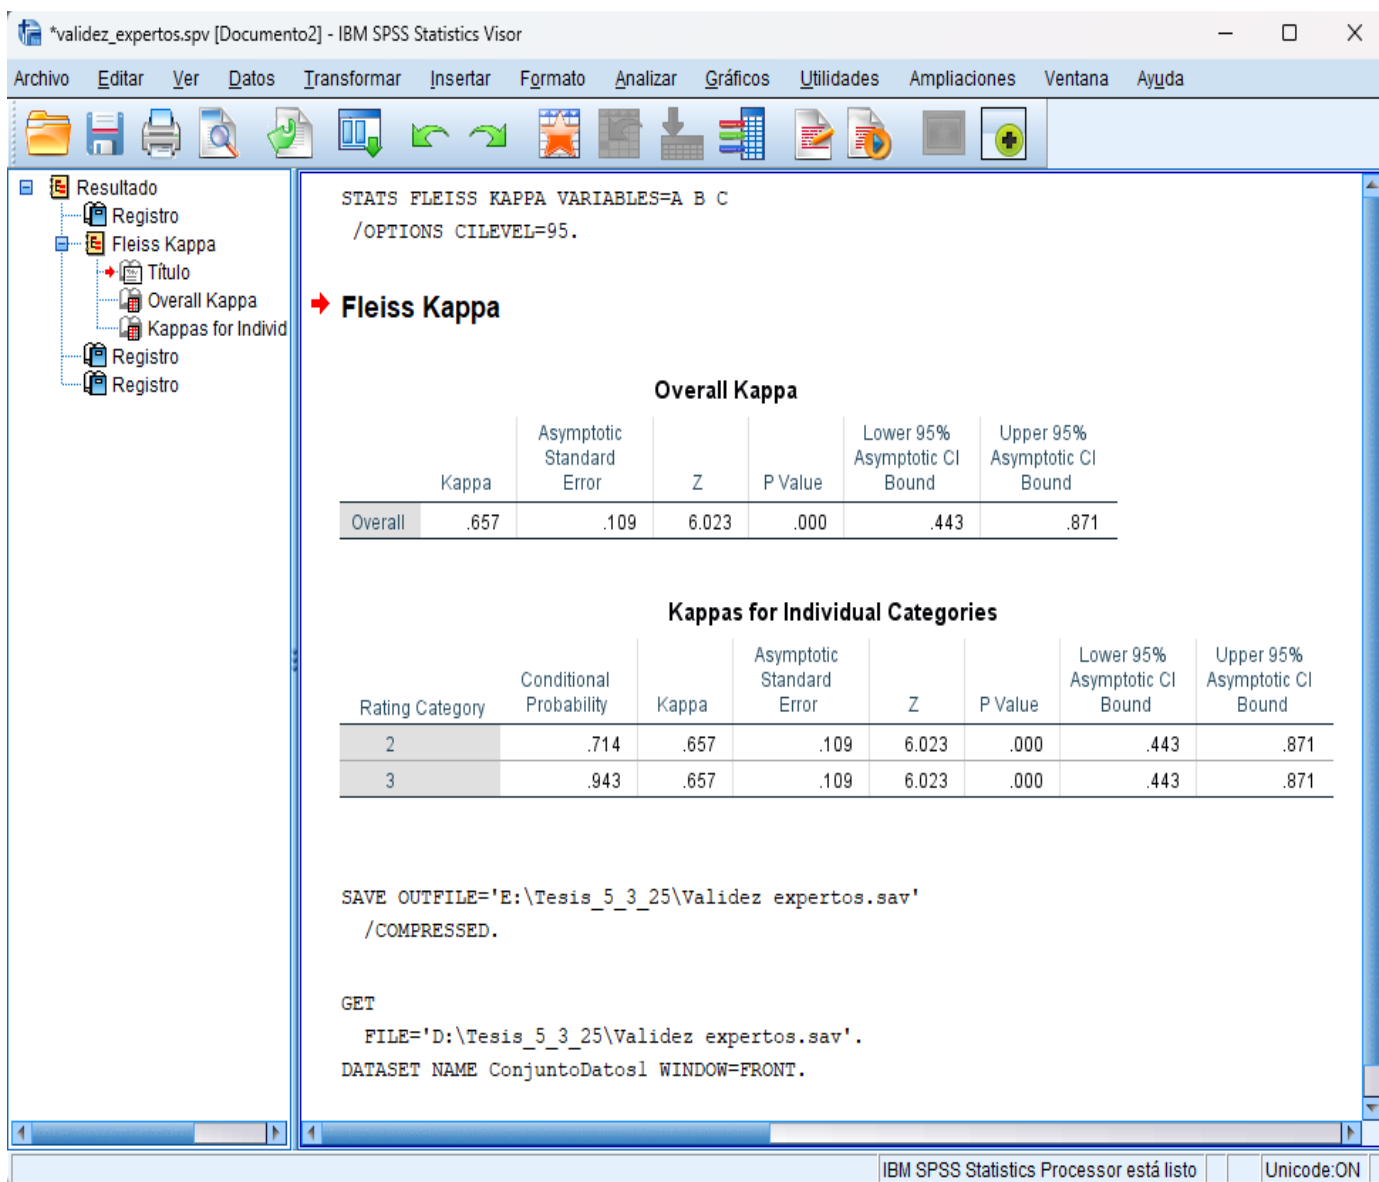 *validez_expertos.spv [Documento2] - IBM SPSS Statistics Visor
Archivo Editar Ver Datos Transformar Insertar Formato Analizar Gráficos Utilidades Ampliaciones Ventana Ayuda
Resultado
Registro
Fleiss Kappa
Título
Overall Kappa
Kappas for Individ
Registro
Registro
STATS FLEISS KAPPA VARIABLES=A B C
/OPTIONS CILEVEL=95.
Fleiss Kappa
Overall Kappa
Kappa Asymptotic Standard Error Z P Value Lower 95% Asymptotic CI Bound Upper 95% Asymptotic CI Bound
Overall .657 .109 6.023 .000 .443 .871
Kappas for Individual Categories
Rating Category Conditional Probability Kappa Asymptotic Standard Error Z P Value Lower 95% Asymptotic CI Bound Upper 95% Asymptotic CI Bound
2 .714 .657 .109 6.023 .000 .443 .871
3 .943 .657 .109 6.023 .000 .443 .871
SAVE OUTFILE='E:\Tesis_5_3_25\Validez expertos.sav'
/COMPRESSED.
GET
FILE='D:\Tesis_5_3_25\Validez expertos.sav'.
DATASET NAME ConjuntoDatos1 WINDOW=FRONT.
IBM SPSS Statistics Processor está listo
Unicode:ON